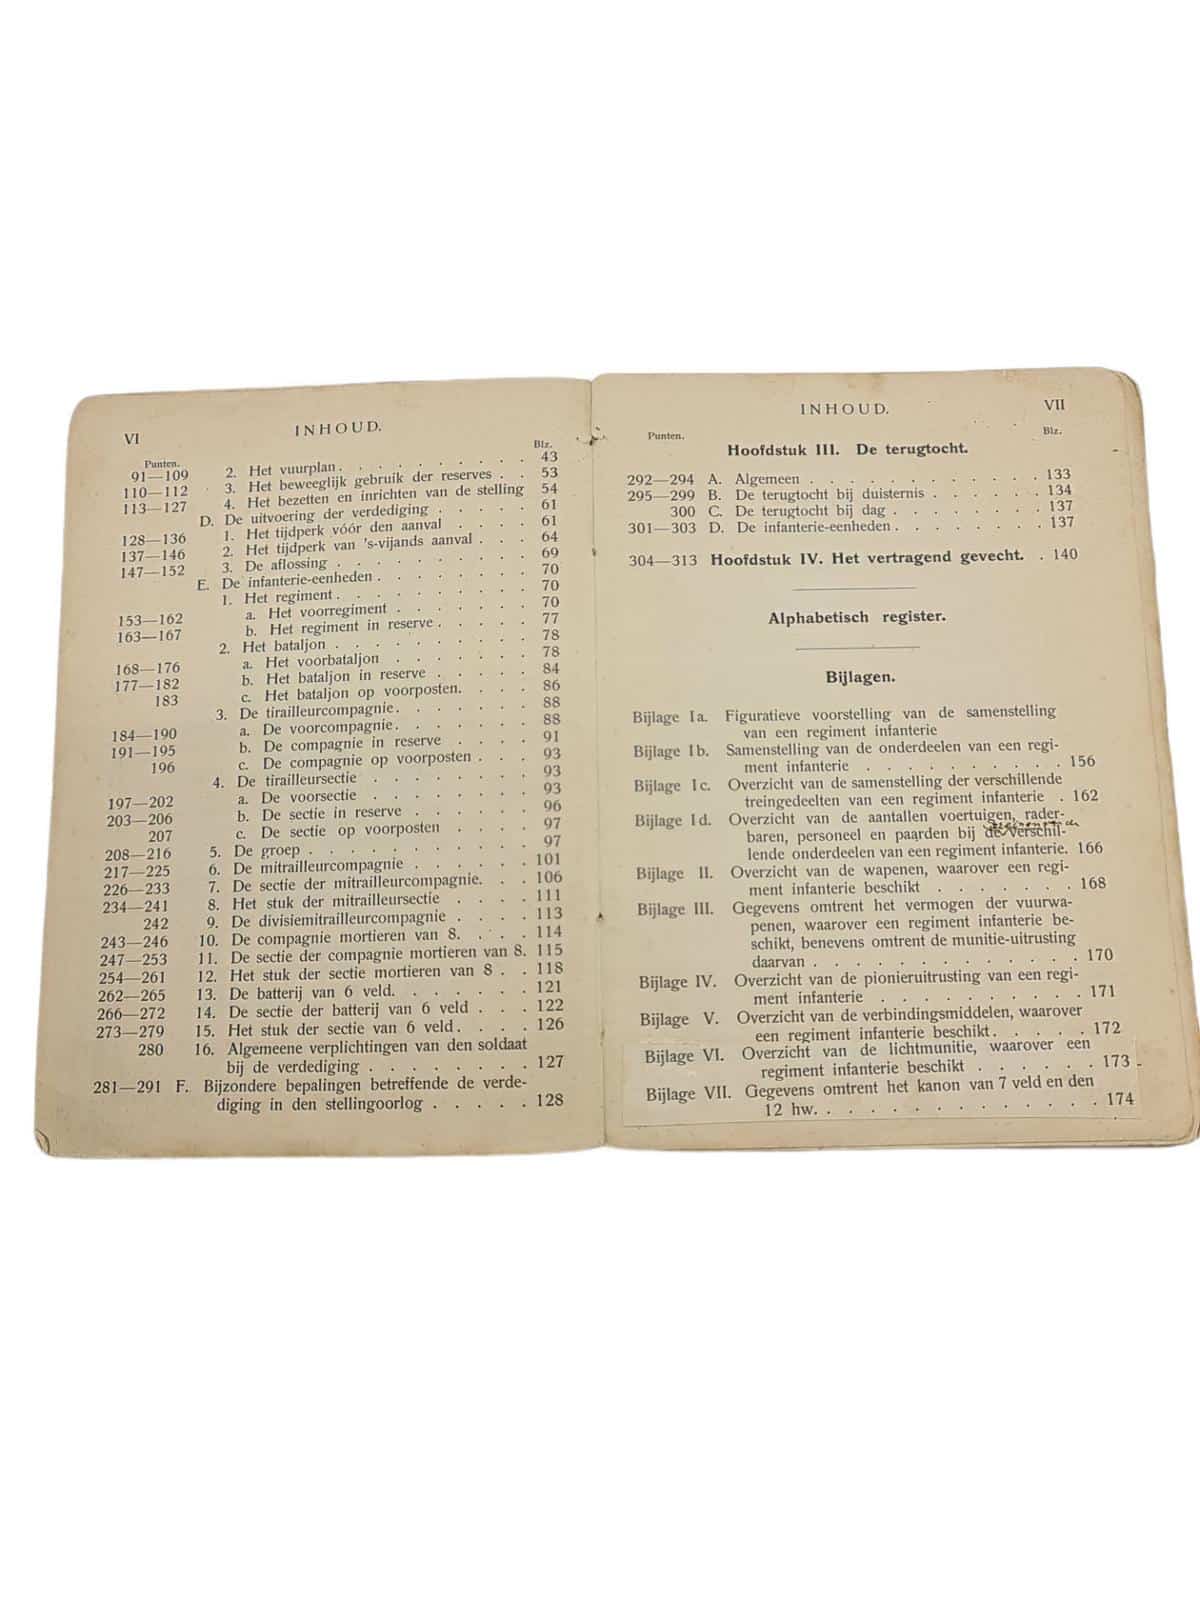 VI
INHOUD.
Punten.
Blz.
91—109 2. Het vuurplan. . . . . . . . . . 43
110—112 3. Het beweeglijk gebruik der reserves . . 53
113—127 4. Het bezetten en inrichten van de stelling 54
D. De uitvoering der verdediging . . . . . 61
128—136 1. Het tijdperk vóór den aanval . . . . 61
137—146 2. Het tijdperk van 's-vijands aanval . . . 64
147—152 3. De aflossing . . . . . . . . . . 69
E. De infanterie-eenheden . . . . . . . . 70
1. Het regiment . . . . . . . . . . 70
153—162 a. Het voorregiment . . . . . . . 70
163—167 b. Het regiment in reserve . . . . . 77
2. Het bataljon . . . . . . . . . . 78
168—176 a. Het voorbataljon . . . . . . . 78
177—182 b. Het bataljon in reserve . . . . . 84
183 c. Het bataljon op voorposten. . . . 86
3. De tirailleurcompagnie. . . . . . . 88
184—190 a. De voorcompagnie. . . . . . . 88
191—195 b. De compagnie in reserve . . . . 91
196 c. De compagnie op voorposten . . . 93
4. De tirailleursectie . . . . . . . . 93
197—202 a. De voorsectie . . . . . . . . 93
203—206 b. De sectie in reserve . . . . . . 96
207 c. De sectie op voorposten . . . . 97
208—216 5. De groep . . . . . . . . . . . 97
217—225 6. De mitrailleurcompagnie . . . . . . 101
226—233 7. De sectie der mitrailleurcompagnie. . . 106
234—241 8. Het stuk der mitrailleursectie . . . . 111
242 9. De divisiemitrailleurcompagnie . . . . 113
243—246 10. De compagnie mortieren van 8. . . . 114
247—253 11. De sectie der compagnie mortieren van 8. 115
254—261 12. Het stuk der sectie mortieren van 8 . . 118
262—265 13. De batterij van 6 veld. . . . . . . 121
266—272 14. De sectie der batterij van 6 veld . . . 122
273—279 15. Het stuk der sectie van 6 veld . . . . 126
280 16. Algemeene verplichtingen van den soldaat
bij de verdediging . . . . . . . . 127
281—291 F. Bijzondere bepalingen betreffende de verde-
diging in den stellingoorlog . . . . . 128
INHOUD.
VII
Punten.
Blz.
Hoofdstuk III. De terugtocht.
292—294 A. Algemeen . . . . . . . . . . . . 133
295—299 B. De terugtocht bij duisternis . . . . . . 134
300 C. De terugtocht bij dag . . . . . . . . 137
301—303 D. De infanterie-eenheden . . . . . . . . 137
304—313 Hoofdstuk IV. Het vertragend gevecht. . 140
Alphabetisch register.
Bijlagen.
Bijlage Ia. Figuratieve voorstelling van de samenstelling
van een regiment infanterie
Bijlage Ib. Samenstelling van de onderdeelen van een regi-
ment infanterie . . . . . . . . . . 156
Bijlage Ic. Overzicht van de samenstelling der verschillende
treingedeelten van een regiment infanterie . 162
Bijlage Id. Overzicht van de aantallen voertuigen, rader-
baren, personeel en paarden bij de verschil-
lende onderdeelen van een regiment infanterie. 166
Bijlage II. Overzicht van de wapenen, waarover een regi-
ment infanterie beschikt . . . . . . . 168
Bijlage III. Gegevens omtrent het vermogen der vuurwa-
penen, waarover een regiment infanterie be-
schikt, benevens omtrent de munitie-uitrusting
daarvan . . . . . . . . . . . . . 170
Bijlage IV. Overzicht van de pionieruitrusting van een regi-
ment infanterie . . . . . . . . . . 171
Bijlage V. Overzicht van de verbindingsmiddelen, waarover
een regiment infanterie beschikt . . . . . 172
Bijlage VI. Overzicht van de lichtmunitie, waarover een
regiment infanterie beschikt . . . . . . 173
Bijlage VII. Gegevens omtrent het kanon van 7 veld en den
12 hw. . . . . . . . . . . . . . . 174